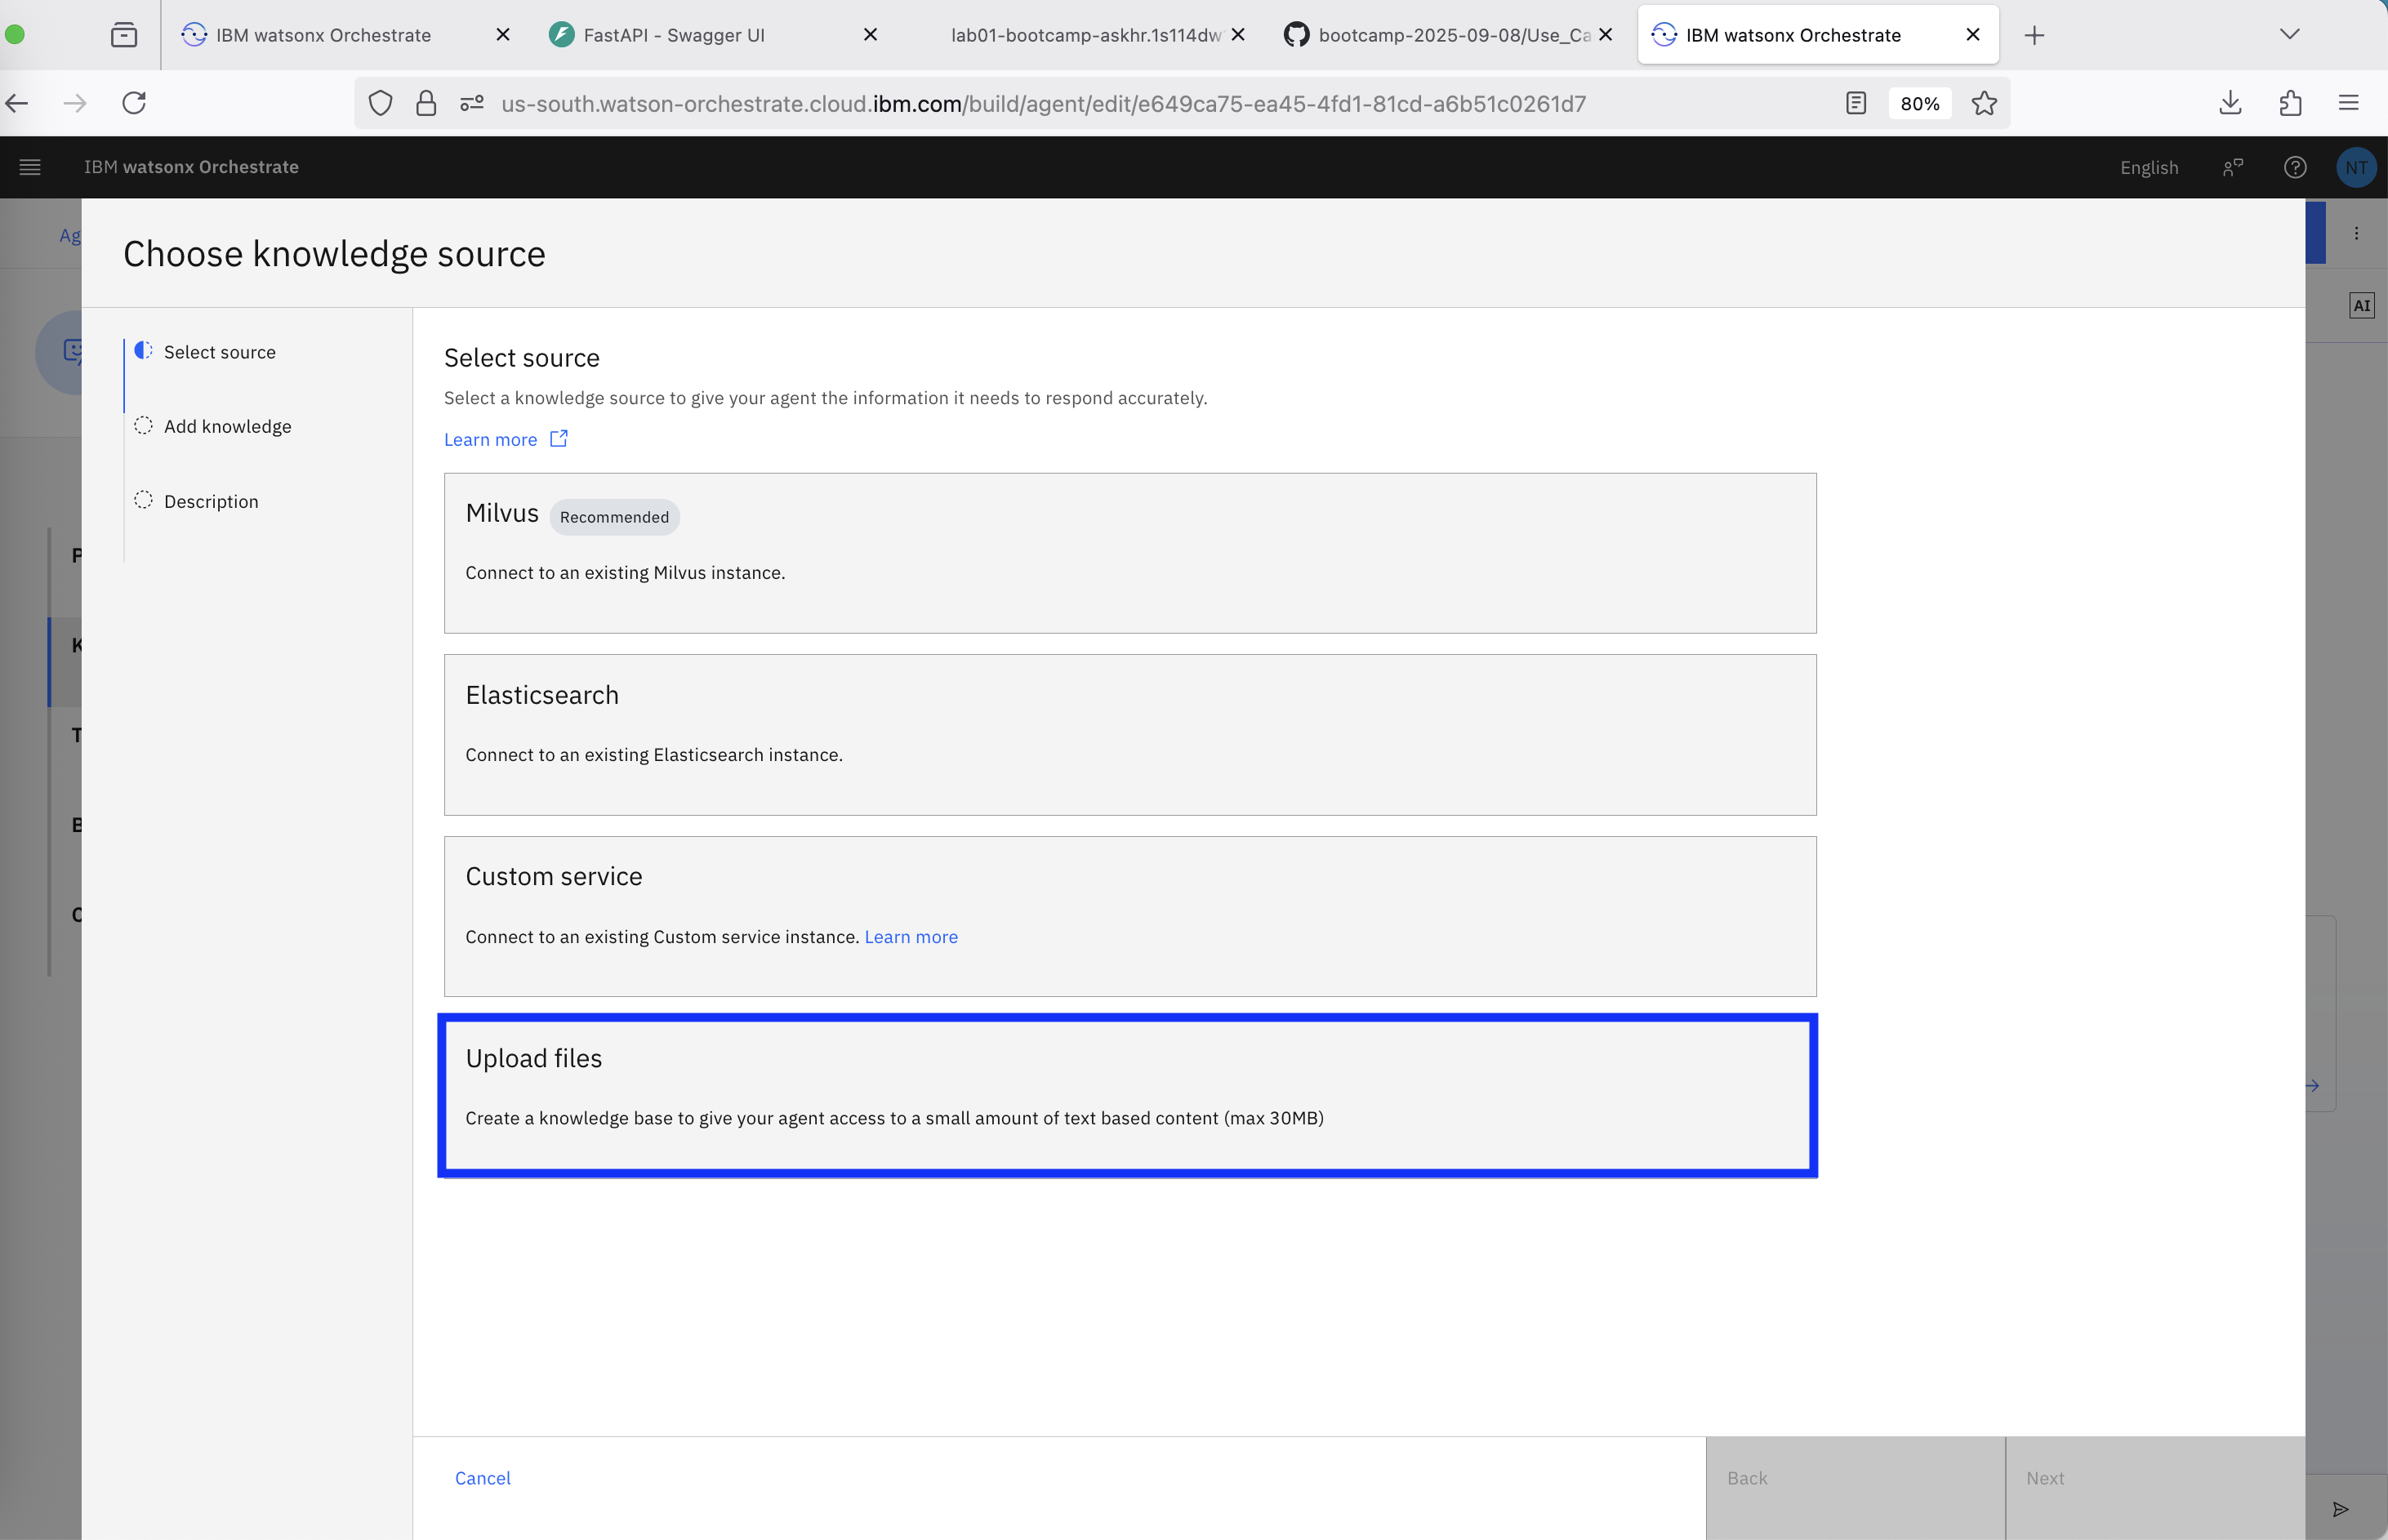 IBM watsonx Orchestrate
FastAPI - Swagger UI
lab01-bootcamp-askhr.1s114dw
bootcamp-2025-09-08/Use_Ca
IBM watsonx Orchestrate
us-south.watson-orchestrate.cloud.ibm.com/build/agent/edit/e649ca75-ea45-4fd1-81cd-a6b51c0261d7
80%
IBM watsonx Orchestrate
English
NT
Ag
Choose knowledge source
AI
Select source
Add knowledge
Description
P
K
T
B
Select source
Select a knowledge source to give your agent the information it needs to respond accurately.
Learn more
Milvus Recommended
Connect to an existing Milvus instance.
Elasticsearch
Connect to an existing Elasticsearch instance.
Custom service
Connect to an existing Custom service instance. Learn more
Upload files
Create a knowledge base to give your agent access to a small amount of text based content (max 30MB)
Cancel
Back
Next